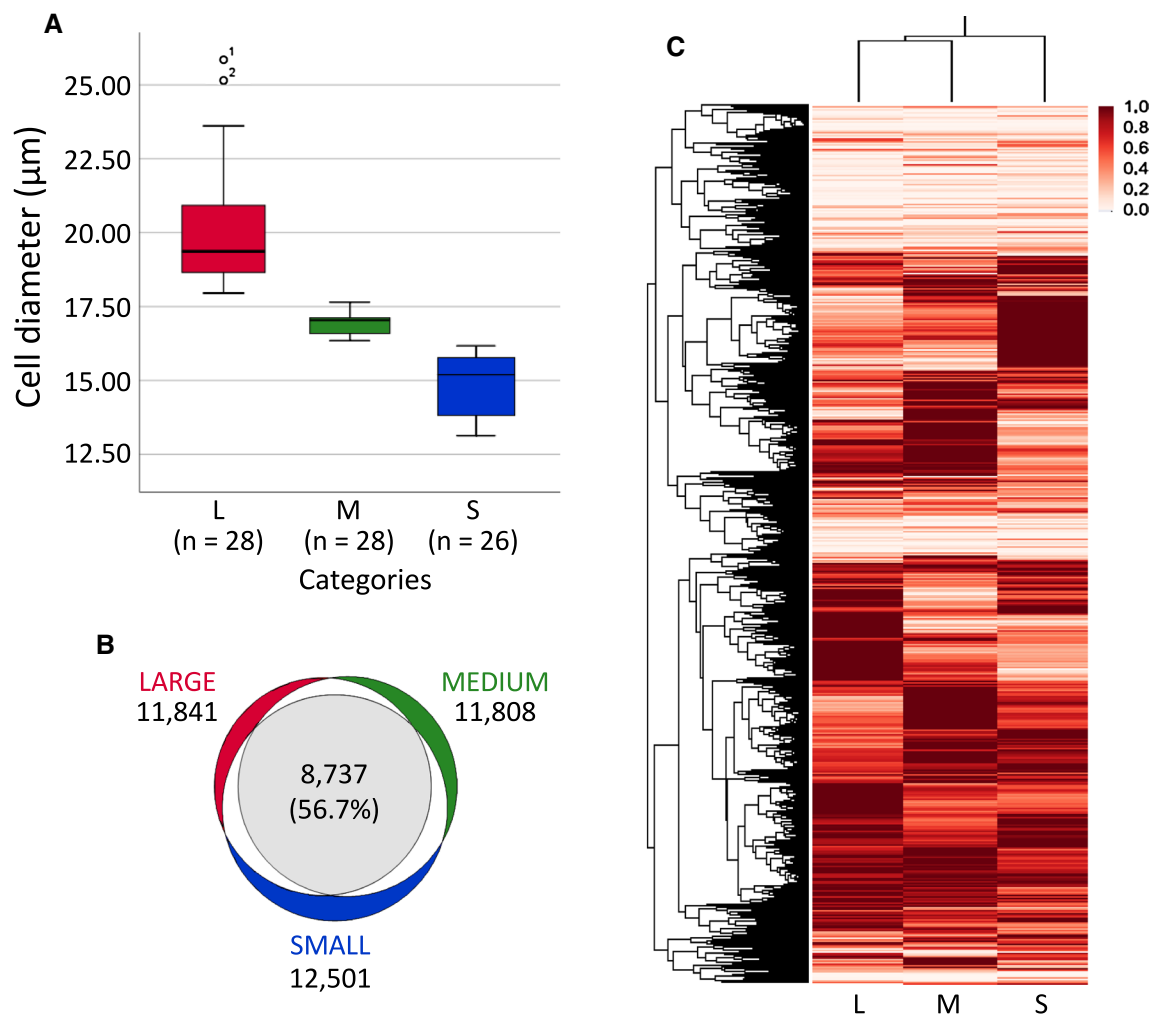 A
Cell diameter (µm)
25.00
22.50
20.00
17.50
15.00
12.50
1
2
L
(n = 28)
M
(n = 28)
S
(n = 26)
Categories
B
LARGE
11,841
MEDIUM
11,808
8,737
(56.7%)
SMALL
12,501
C
1.0
0.8
0.6
0.4
0.2
0.0
L M S